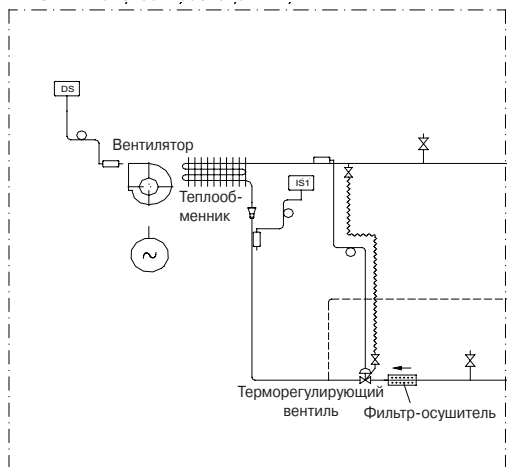 DS
Вентилятор
IS1
Теплооб-
менник
Терморегулирующий
вентиль
Фильтр-осушитель